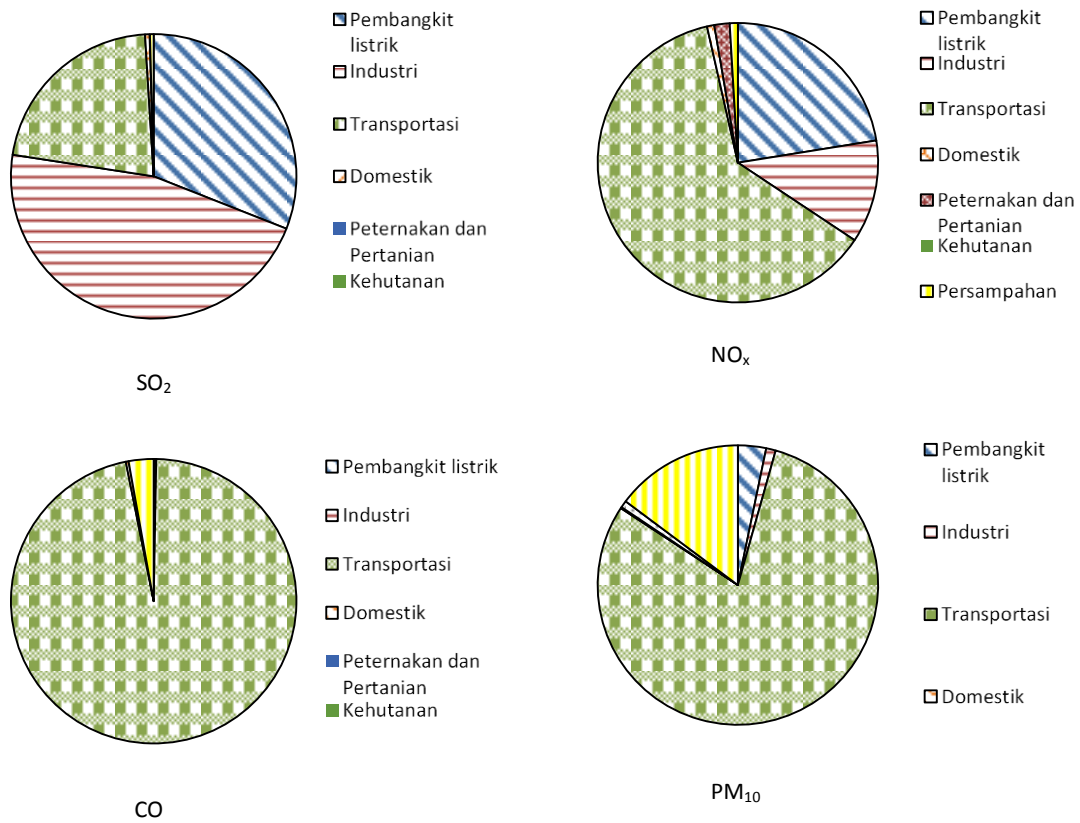 Pembangkit
listrik
Industri
Transportasi
Domestik
Peternakan dan
Pertanian
Kehutanan
SO₂
Pembangkit
listrik
Industri
Transportasi
Domestik
Peternakan dan
Pertanian
Kehutanan
Persampahan
NOₓ
Pembangkit listrik
Industri
Transportasi
Domestik
Peternakan dan
Pertanian
Kehutanan
CO
Pembangkit
listrik
Industri
Transportasi
Domestik
PM₁₀